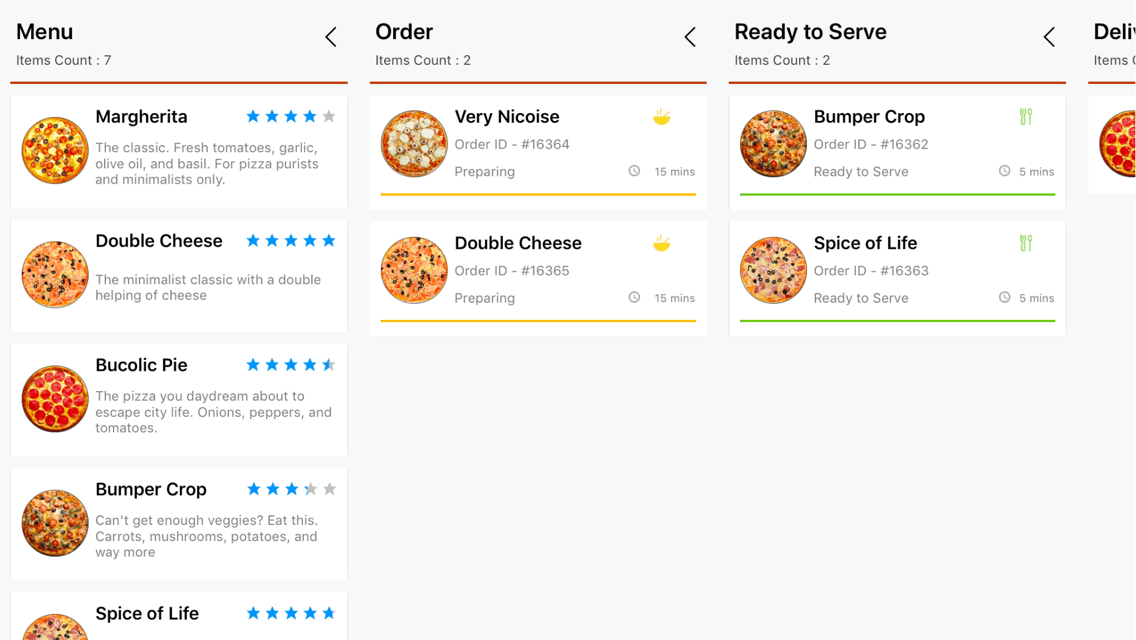 Menu
Items Count : 7
Margherita
The classic. Fresh tomatoes, garlic,
olive oil, and basil. For pizza purists
and minimalists only.
Double Cheese
The minimalist classic with a double
helping of cheese
Bucolic Pie
The pizza you daydream about to
escape city life. Onions, peppers, and
tomatoes.
Bumper Crop
Can’t get enough veggies? Eat this.
Carrots, mushrooms, potatoes, and
way more
Spice of Life
Order
Items Count : 2
Very Nicoise
Order ID - #16364
Preparing
15 mins
Double Cheese
Order ID - #16365
Preparing
15 mins
Ready to Serve
Items Count : 2
Bumper Crop
Order ID - #16362
Ready to Serve
5 mins
Spice of Life
Order ID - #16363
Ready to Serve
5 mins
Items